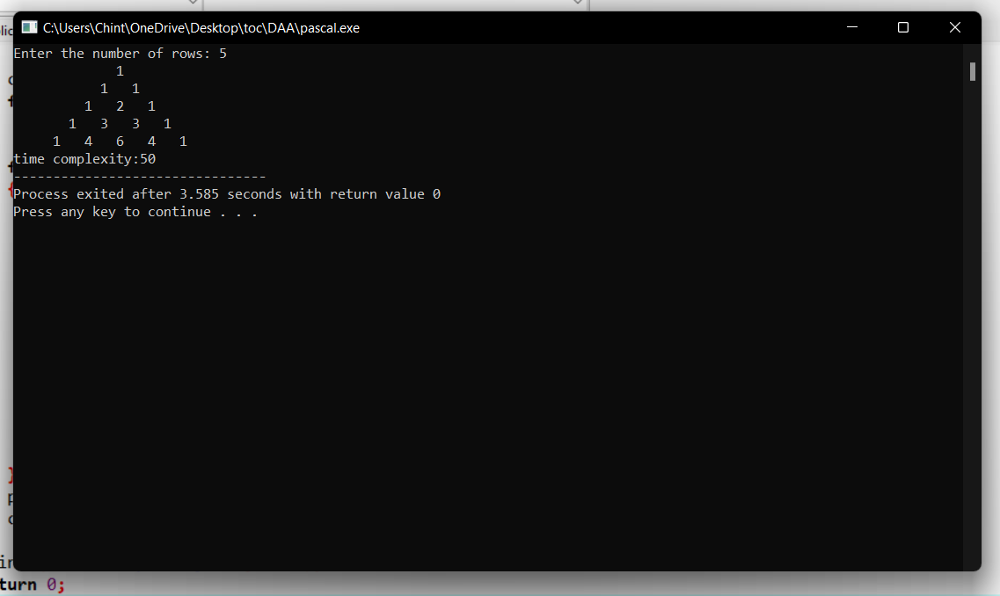 C:\Users\Chint\OneDrive\Desktop\toc\DAA\pascal.exe
Enter the number of rows: 5
1
1 1
1 2 1
1 3 3 1
1 4 6 4 1
time complexity:50
--------------------------------
Process exited after 3.585 seconds with return value 0
Press any key to continue . . .
turn 0;